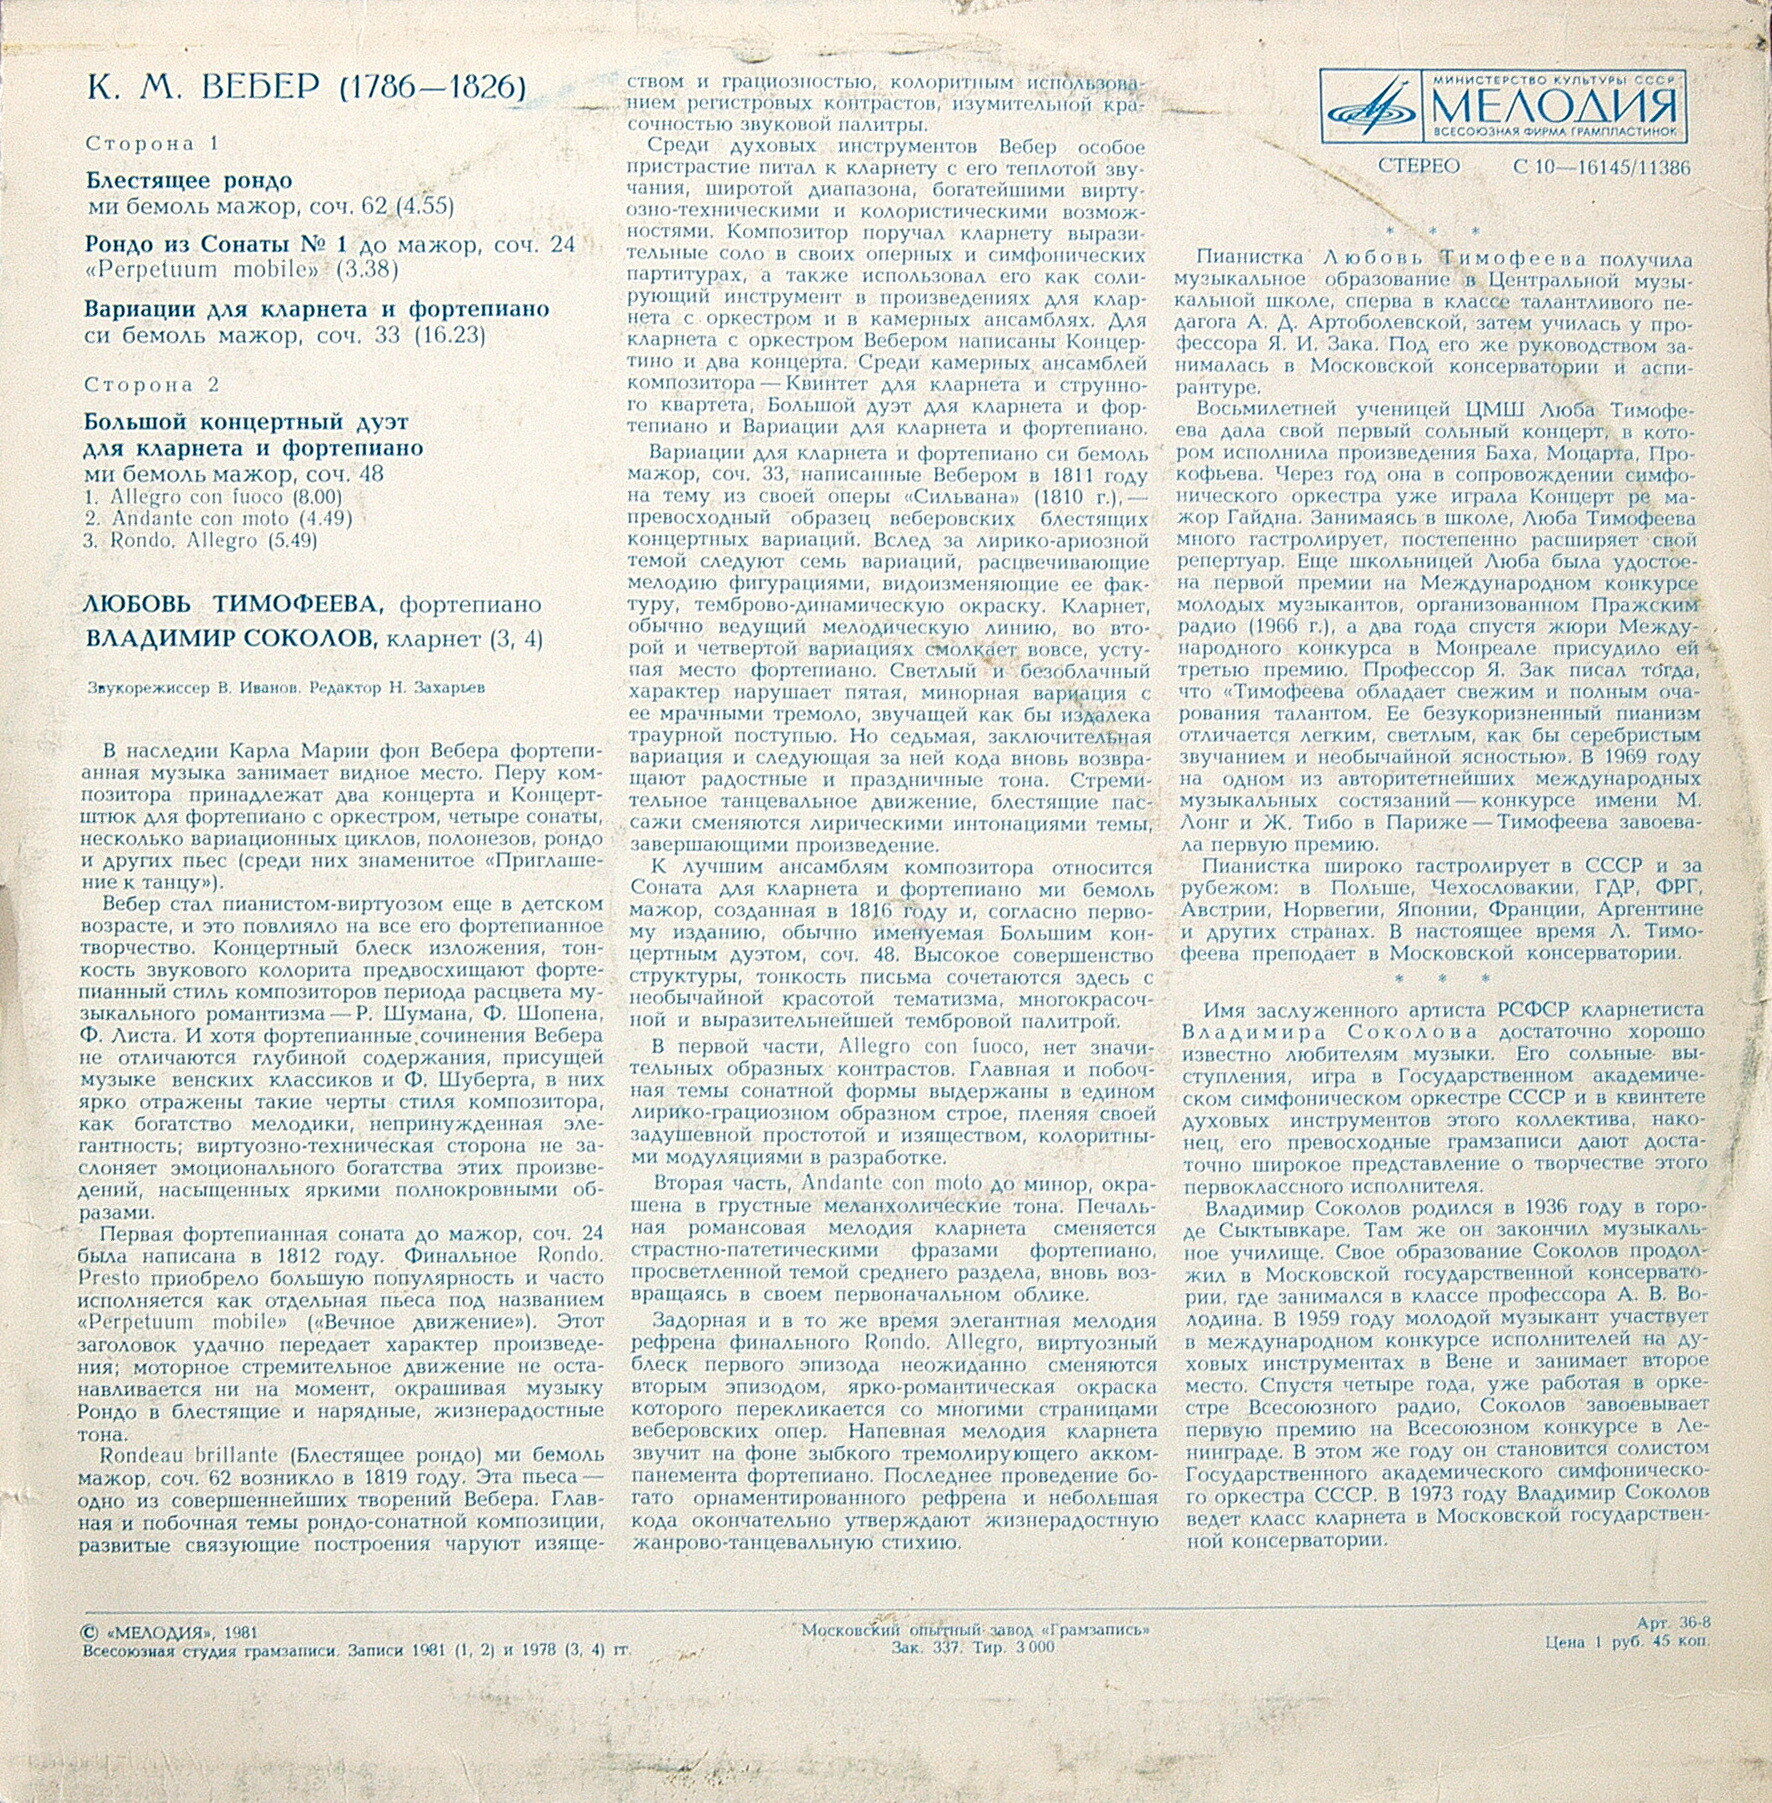 К. М. ВЕБЕР (1786—1826)
Сторона 1
Блестящее рондо
ми бемоль мажор, соч. 62 (4.55)
Рондо из Сонаты № 1 до мажор, соч. 24
«Perpetuum mobile» (3.38)
Вариации для кларнета и фортепиано
си бемоль мажор, соч. 33 (16.23)
Сторона 2
Большой концертный дуэт
для кларнета и фортепиано
ми бемоль мажор, соч. 48
1. Allegro con fuoco (8.00)
2. Andante con moto (4.49)
3. Rondo. Allegro (5.49)
ЛЮБОВЬ ТИМОФЕЕВА, фортепиано
ВЛАДИМИР СОКОЛОВ, кларнет (3, 4)
Звукорежиссер В. Иванов. Редактор Н. Захарьев
В наследии Карла Марии фон Вебера фортепи-
анная музыка занимает видное место. Перу ком-
позитора принадлежат два концерта и Концерт-
штюк для фортепиано с оркестром, четыре сонаты,
несколько вариационных циклов, полонезов, рондо
и других пьес (среди них знаменитое «Приглаше-
ние к танцу»).
Вебер стал пианистом-виртуозом еще в детском
возрасте, и это повлияло на все его фортепианное
творчество. Концертный блеск изложения, тон-
кость звукового колорита предвосхищают форте-
пианный стиль композиторов периода расцвета му-
зыкального романтизма — Р. Шумана, Ф. Шопена,
Ф. Листа. И хотя фортепианные сочинения Вебера
не отличаются глубиной содержания, присущей
музыке венских классиков и Ф. Шуберта, в них
ярко отражены такие черты стиля композитора,
как богатство мелодики, непринужденная эле-
гантность; виртуозно-техническая сторона не за-
слоняет эмоционального богатства этих произве-
дений, насыщенных яркими полнокровными об-
разами.
Первая фортепианная соната до мажор, соч. 24
была написана в 1812 году. Финальное Rondo.
Presto приобрело большую популярность и часто
исполняется как отдельная пьеса под названием
«Perpetuum mobile» («Вечное движение»). Этот
заголовок удачно передает характер произведе-
ния; моторное стремительное движение не оста-
навливается ни на момент, окрашивая музыку
Рондо в блестящие и нарядные, жизнерадостные
тона.
Rondeau brillante (Блестящее рондо) ми бемоль
мажор, соч. 62 возникло в 1819 году. Эта пьеса —
одно из совершеннейших творений Вебера. Глав-
ная и побочная темы рондо-сонатной композиции,
развитые связующие построения чаруют изяще-
ством и грациозностью, колоритным использова-
нием регистровых контрастов, изумительной кра-
сочностью звуковой палитры.
Среди духовых инструментов Вебер особое
пристрастие питал к кларнету с его теплотой зву-
чания, широтой диапазона, богатейшими вирту-
озно-техническими и колористическими возмож-
ностями. Композитор поручал кларнету вырази-
тельные соло в своих оперных и симфонических
партитурах, а также использовал его как соли-
рующий инструмент в произведениях для клар-
нета с оркестром и в камерных ансамблях. Для
кларнета с оркестром Вебером написаны Концер-
тино и два концерта. Среди камерных ансамблей
композитора — Квинтет для кларнета и струнно-
го квартета, Большой дуэт для кларнета и фор-
тепиано и Вариации для кларнета и фортепиано.
Вариации для кларнета и фортепиано си бемоль
мажор, соч. 33, написанные Вебером в 1811 году
на тему из своей оперы «Сильвана» (1810 г.), —
превосходный образец веберовских блестящих
концертных вариаций. Вслед за лирико-ариозной
темой следуют семь вариаций, расцвечивающие
мелодию фигурациями, видоизменяющие ее фак-
туру, темброво-динамическую окраску. Кларнет,
обычно ведущий мелодическую линию, во вто-
рой и четвертой вариациях смолкает вовсе, усту-
пая место фортепиано. Светлый и безоблачный
характер нарушает пятая, минорная вариация с
ее мрачными тремоло, звучащей как бы издалека
траурной поступью. Но седьмая, заключительная
вариация и следующая за ней кода вновь возвра-
щают радостные и праздничные тона. Стреми-
тельное танцевальное движение, блестящие пас-
сажи сменяются лирическими интонациями темы,
завершающими произведение.
К лучшим ансамблям композитора относится
Соната для кларнета и фортепиано ми бемоль
мажор, созданная в 1816 году и, согласно перво-
му изданию, обычно именуемая Большим кон-
цертным дуэтом, соч. 48. Высокое совершенство
структуры, тонкость письма сочетаются здесь с
необычайной красотой тематизма, многокрасоч-
ной и выразительнейшей тембровой палитрой.
В первой части, Allegro con fuoco, нет значи-
тельных образных контрастов. Главная и побоч-
ная темы сонатной формы выдержаны в едином
лирико-грациозном образном строе, пленяя своей
задушевной простотой и изяществом, колоритны-
ми модуляциями в разработке.
Вторая часть, Andante con moto до минор, окра-
шена в грустные меланхолические тона. Печаль-
ная романсовая мелодия кларнета сменяется
страстно-патетическими фразами фортепиано,
просветленной темой среднего раздела, вновь воз-
вращаясь в своем первоначальном облике.
Задорная и в то же время элегантная мелодия
рефрена финального Rondo. Allegro, виртуозный
блеск первого эпизода неожиданно сменяются
вторым эпизодом, ярко-романтическая окраска
которого перекликается со многими страницами
веберовских опер. Напевная мелодия кларнета
звучит на фоне зыбкого тремолирующего акком-
панемента фортепиано. Последнее проведение бо-
гато орнаментированного рефрена и небольшая
кода окончательно утверждают жизнерадостную
жанрово-танцевальную стихию.
МИНИСТЕРСТВО КУЛЬТУРЫ СССР
МЕЛОДИЯ
ВСЕСОЮЗНАЯ ФИРМА ГРАМПЛАСТИНОК
СТЕРЕО С 10—16145/11386
* * *
Пианистка Любовь Тимофеева получила
музыкальное образование в Центральной музы-
кальной школе, сперва в классе талантливого пе-
дагога А. Д. Артоболевской, затем училась у про-
фессора Я. И. Зака. Под его же руководством за-
нималась в Московской консерватории и аспи-
рантуре.
Восьмилетней ученицей ЦМШ Люба Тимофе-
ева дала свой первый сольный концерт, в кото-
ром исполнила произведения Баха, Моцарта, Про-
кофьева. Через год она в сопровождении симфо-
нического оркестра уже играла Концерт ре ма-
жор Гайдна. Занимаясь в школе, Люба Тимофеева
много гастролирует, постепенно расширяет свой
репертуар. Еще школьницей Люба была удостое-
на первой премии на Международном конкурсе
молодых музыкантов, организованном Пражским
радио (1966 г.), а два года спустя жюри Между-
народного конкурса в Монреале присудило ей
третью премию. Профессор Я. Зак писал тогда,
что «Тимофеева обладает свежим и полным оча-
рования талантом. Ее безукоризненный пианизм
отличается легким, светлым, как бы серебристым
звучанием и необычайной ясностью». В 1969 году
на одном из авторитетнейших международных
музыкальных состязаний — конкурсе имени М.
Лонг и Ж. Тибо в Париже — Тимофеева завоева-
ла первую премию.
Пианистка широко гастролирует в СССР и за
рубежом: в Польше, Чехословакии, ГДР, ФРГ,
Австрии, Норвегии, Японии, Франции, Аргентине
и других странах. В настоящее время Л. Тимо-
феева преподает в Московской консерватории.
* * *
Имя заслуженного артиста РСФСР кларнетиста
Владимира Соколова достаточно хорошо
известно любителям музыки. Его сольные вы-
ступления, игра в Государственном академиче-
ском симфоническом оркестре СССР и в квинтете
духовых инструментов этого коллектива, нако-
нец, его превосходные грамзаписи дают доста-
точно широкое представление о творчестве этого
первоклассного исполнителя.
Владимир Соколов родился в 1936 году в горо-
де Сыктывкаре. Там же он закончил музыкаль-
ное училище. Свое образование Соколов продол-
жил в Московской государственной консервато-
рии, где занимался в классе профессора А. В. Во-
лодина. В 1959 году молодой музыкант участвует
в международном конкурсе исполнителей на ду-
ховых инструментах в Вене и занимает второе
место. Спустя четыре года, уже работая в орке-
стре Всесоюзного радио, Соколов завоевывает
первую премию на Всесоюзном конкурсе в Ле-
нинграде. В этом же году он становится солистом
Государственного академического симфоническо-
го оркестра СССР. В 1973 году Владимир Соколов
ведет класс кларнета в Московской государствен-
ной консерватории.
© «МЕЛОДИЯ», 1981
Всесоюзная студия грамзаписи. Записи 1981 (1, 2) и 1978 (3, 4) гг.
Московский опытный завод «Грамзапись»
Зак. 337. Тир. 3 000
Арт. 36-8
Цена 1 руб. 45 коп.